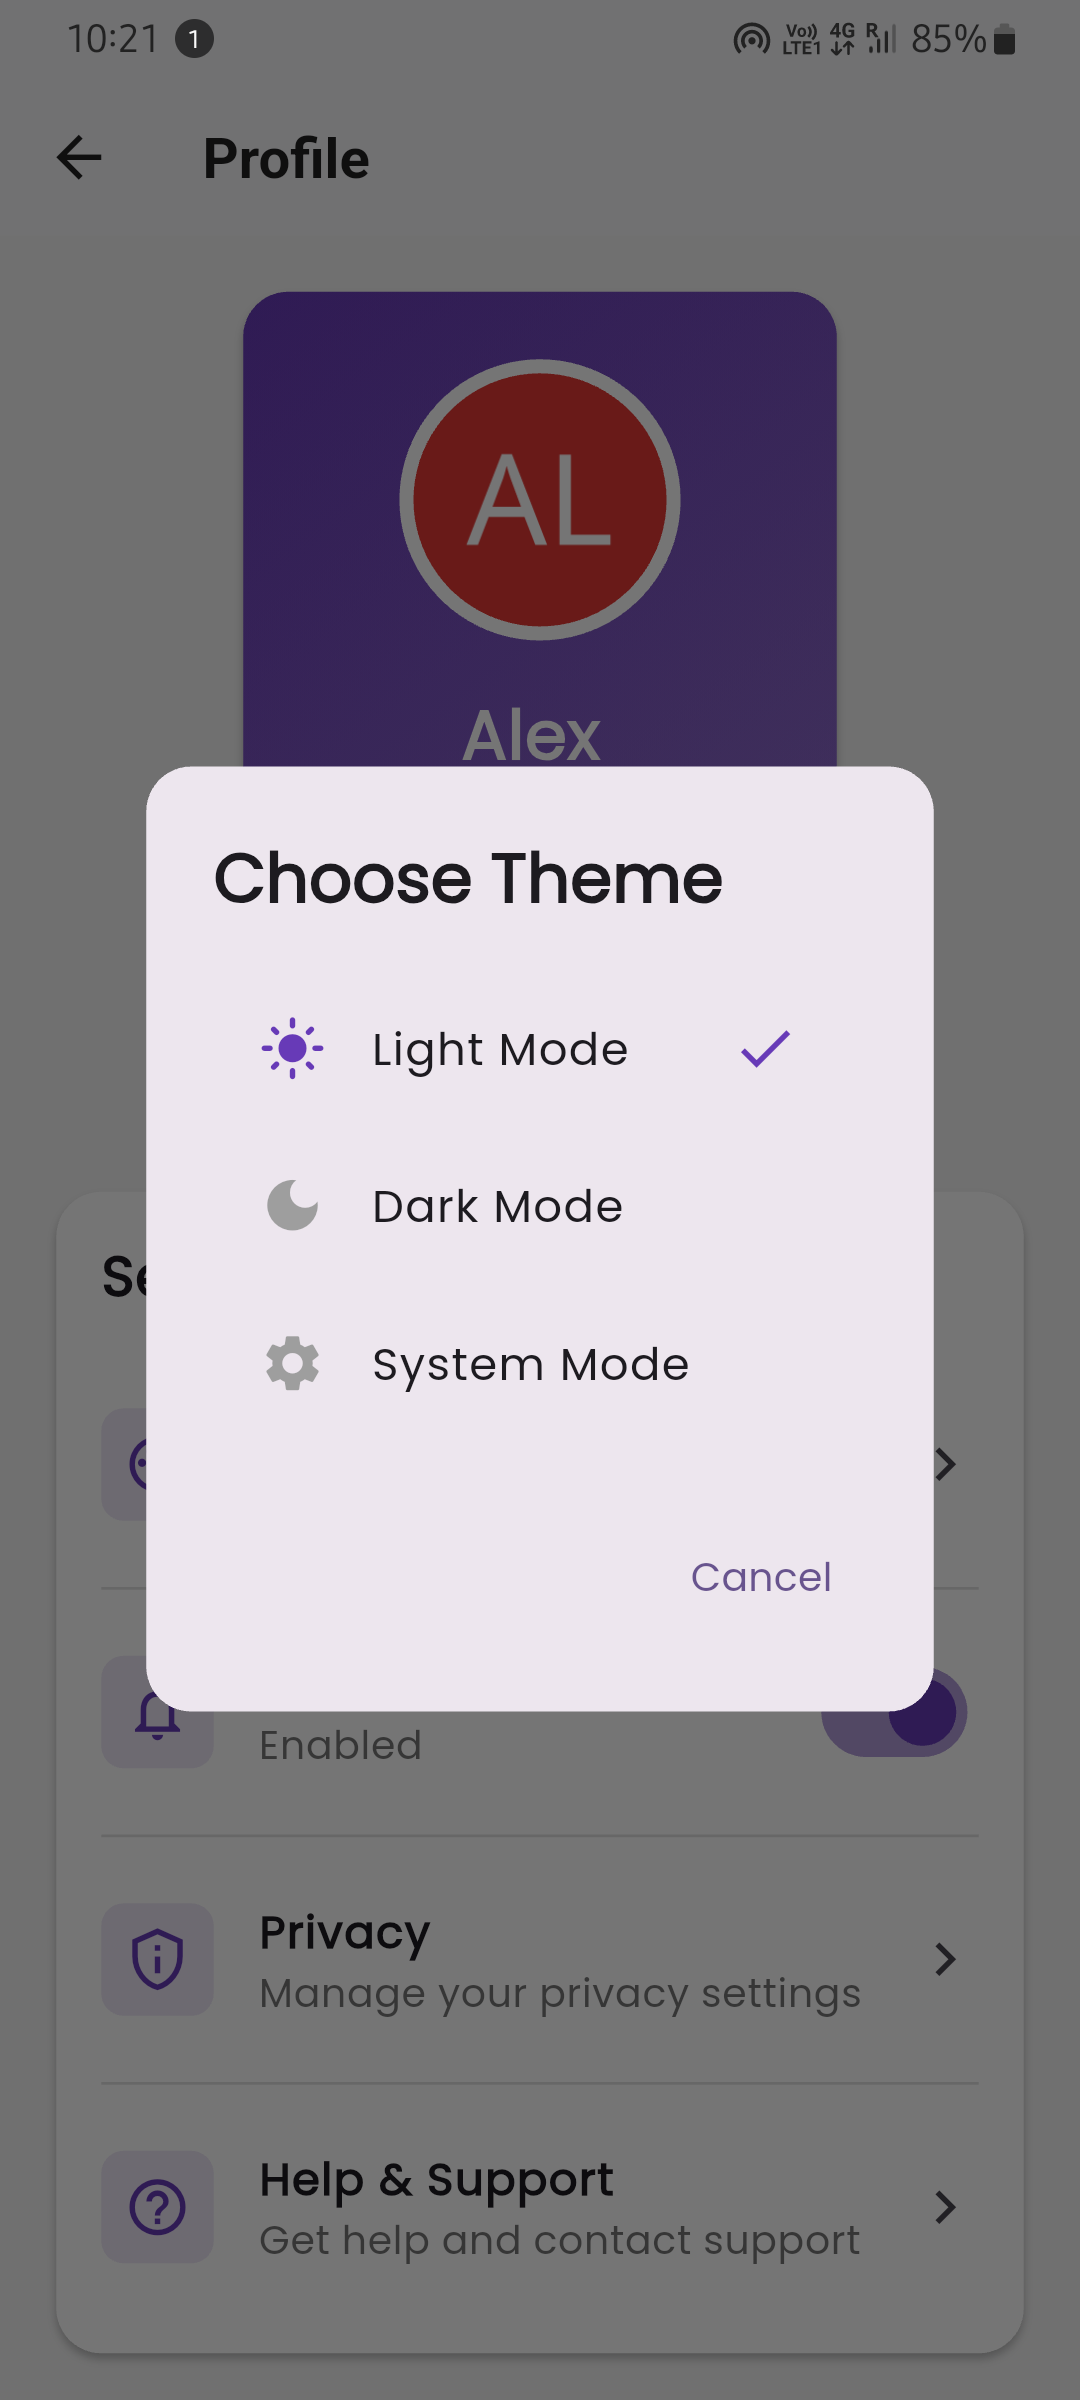 10:21 1 Vo)) LTE1 4G R 85%
Profile
AL
Alex
Choose Theme
Light Mode
Dark Mode
System Mode
Cancel
Enabled
Privacy
Manage your privacy settings
Help & Support
Get help and contact support